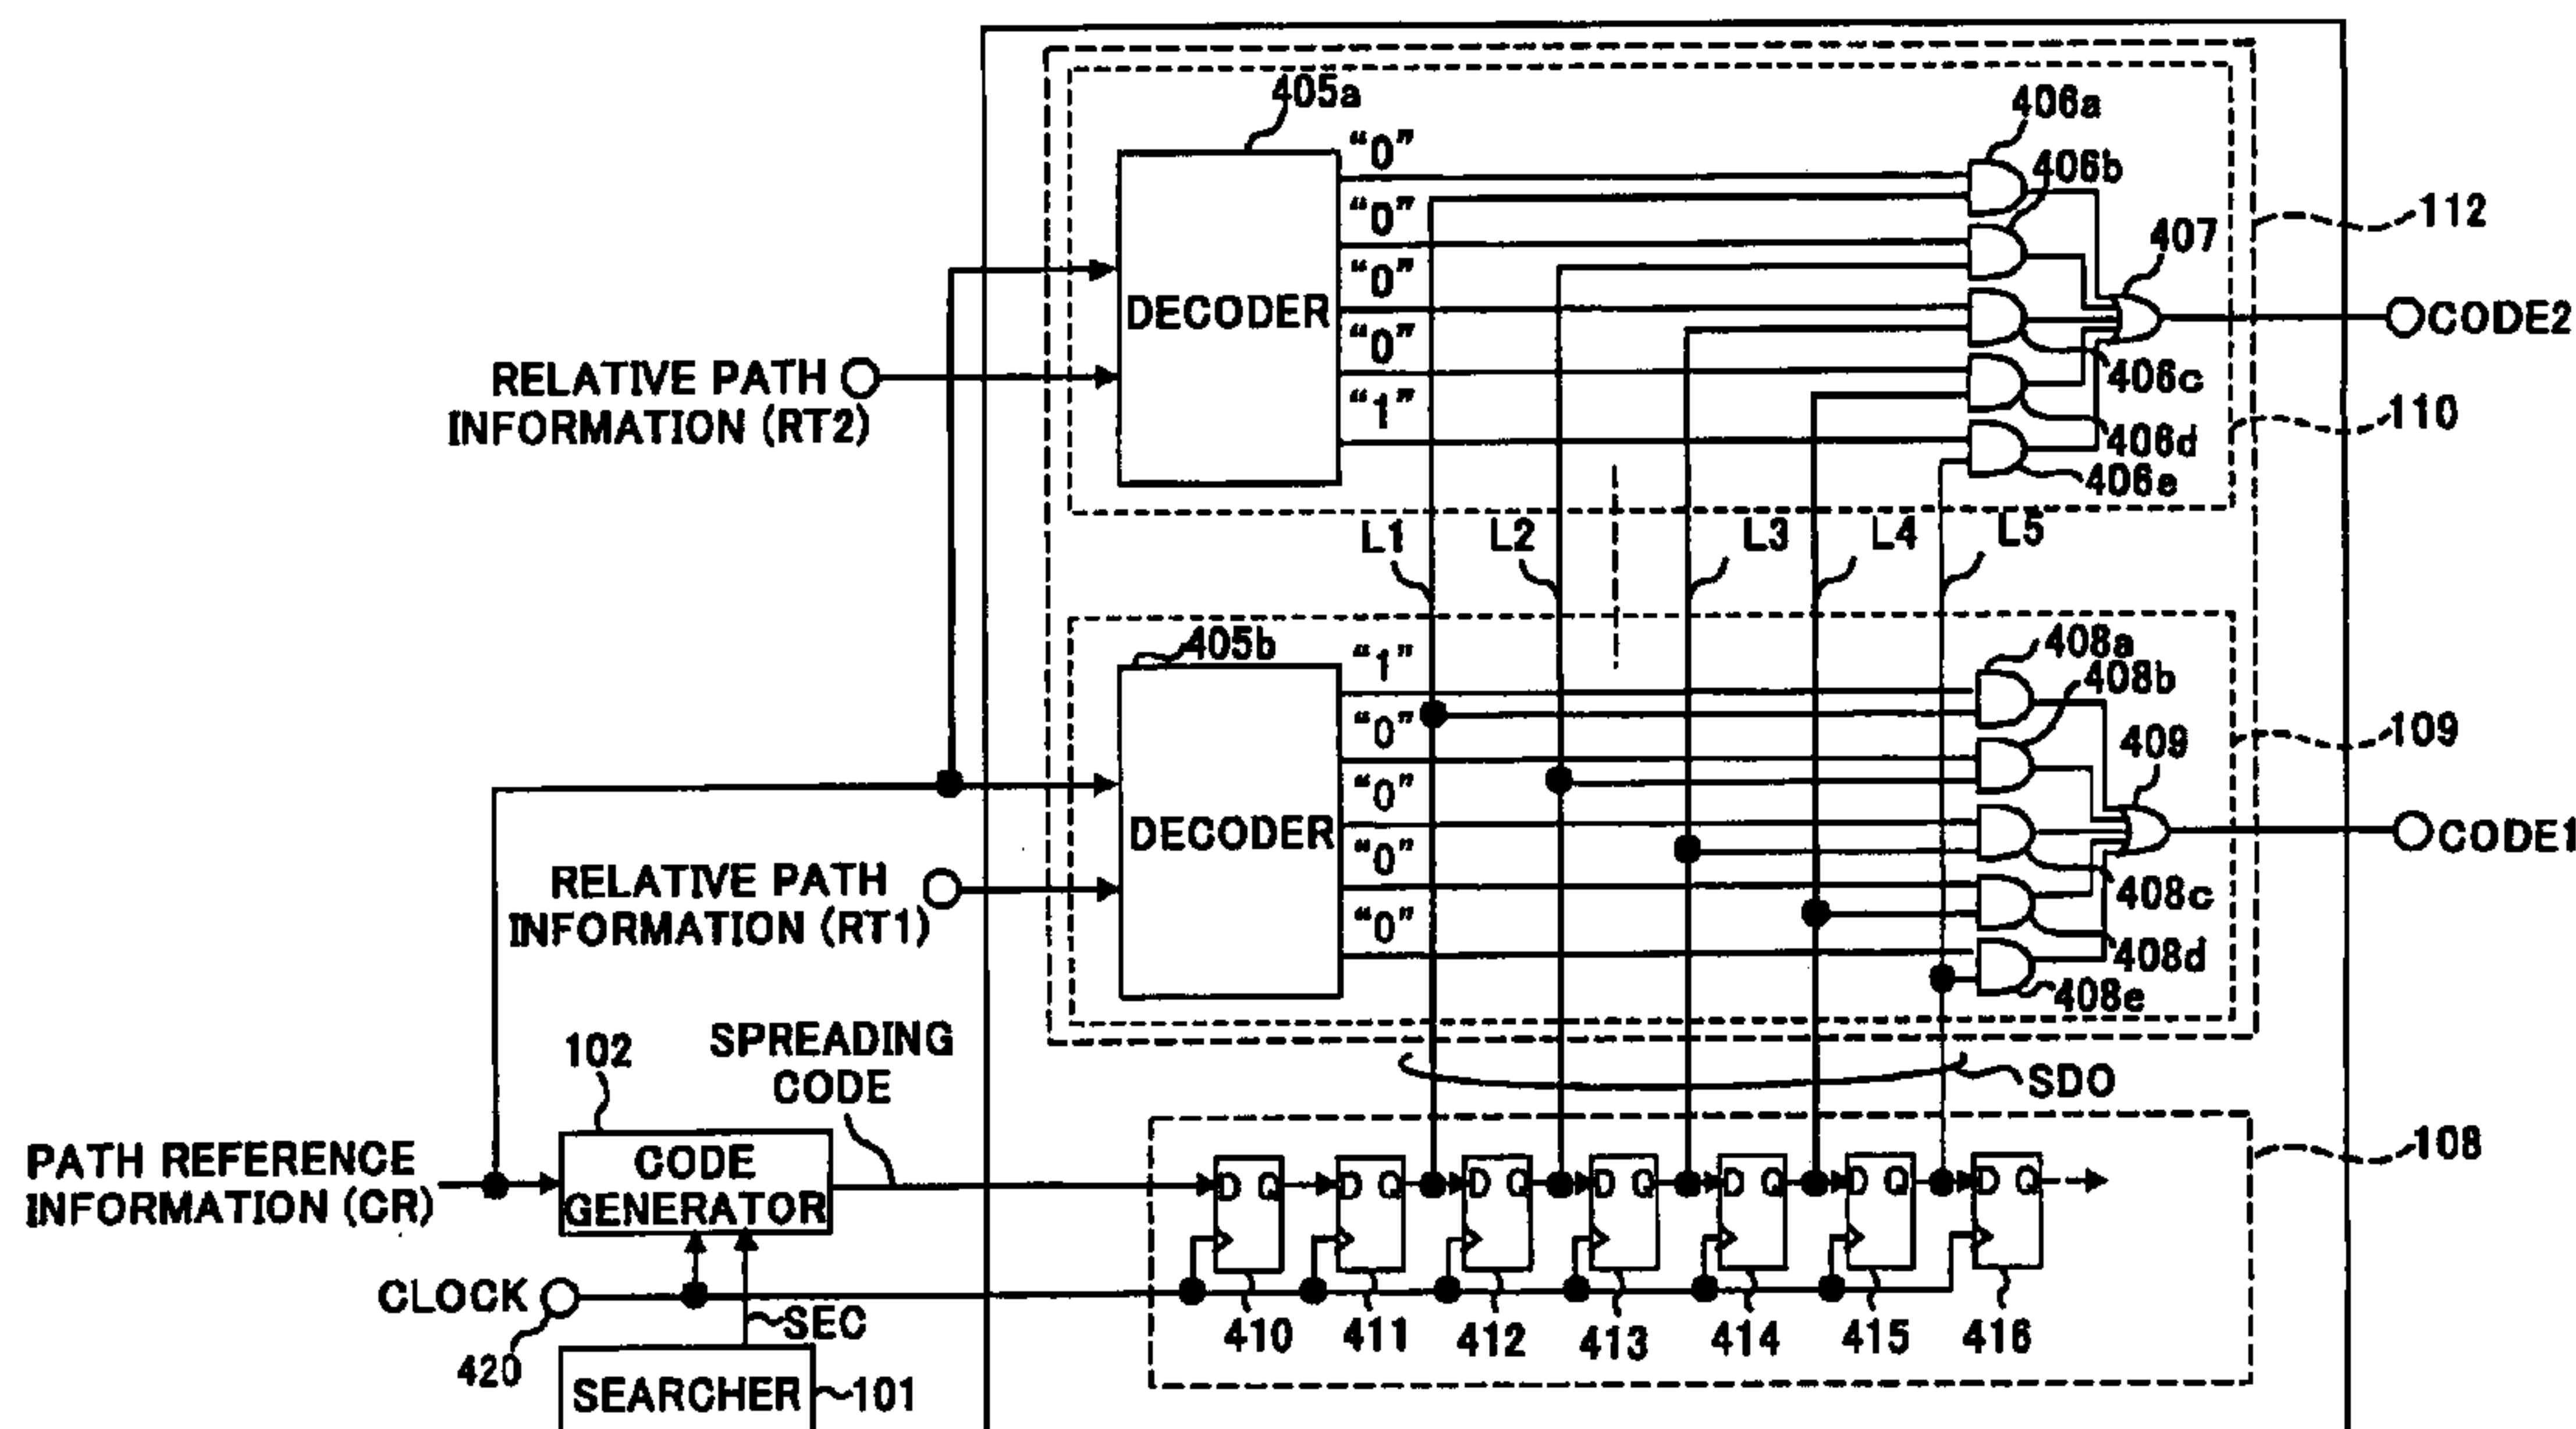 405a
406a
"0"
406b
"0"
112
407
"0"
DECODER
CODE2
"0"
RELATIVE PATH
INFORMATION (RT2)
406c
"1"
110
406d
406e
L1
L2
L3
L4
L5
405b
408a
"1"
408b
"0"
109
409
"0"
DECODER
CODE1
"0"
RELATIVE PATH
INFORMATION (RT1)
408c
"0"
408d
408e
102
SPREADING
CODE
SDO
PATH REFERENCE
INFORMATION (CR)
CODE
GENERATOR
108
D Q
D Q
D Q
D Q
D Q
D Q
D Q
CLOCK
SEC
410
411
412
413
414
415
416
420
SEARCHER
101